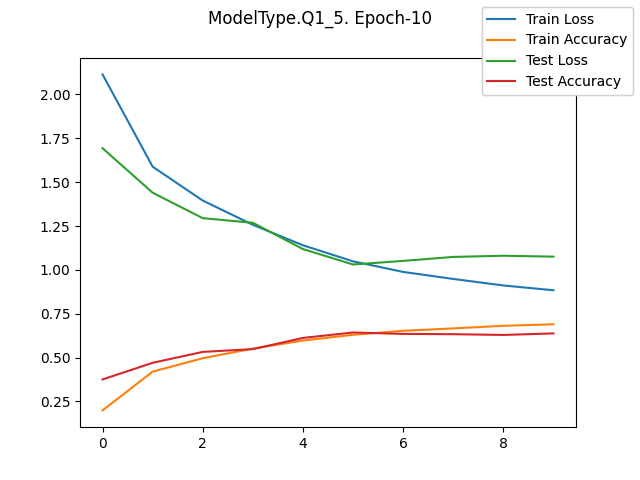 ModelType.Q1_5. Epoch-10
Train Loss
Train Accuracy
Test Loss
Test Accuracy
2.00
1.75
1.50
1.25
1.00
0.75
0.50
0.25
0 2 4 6 8